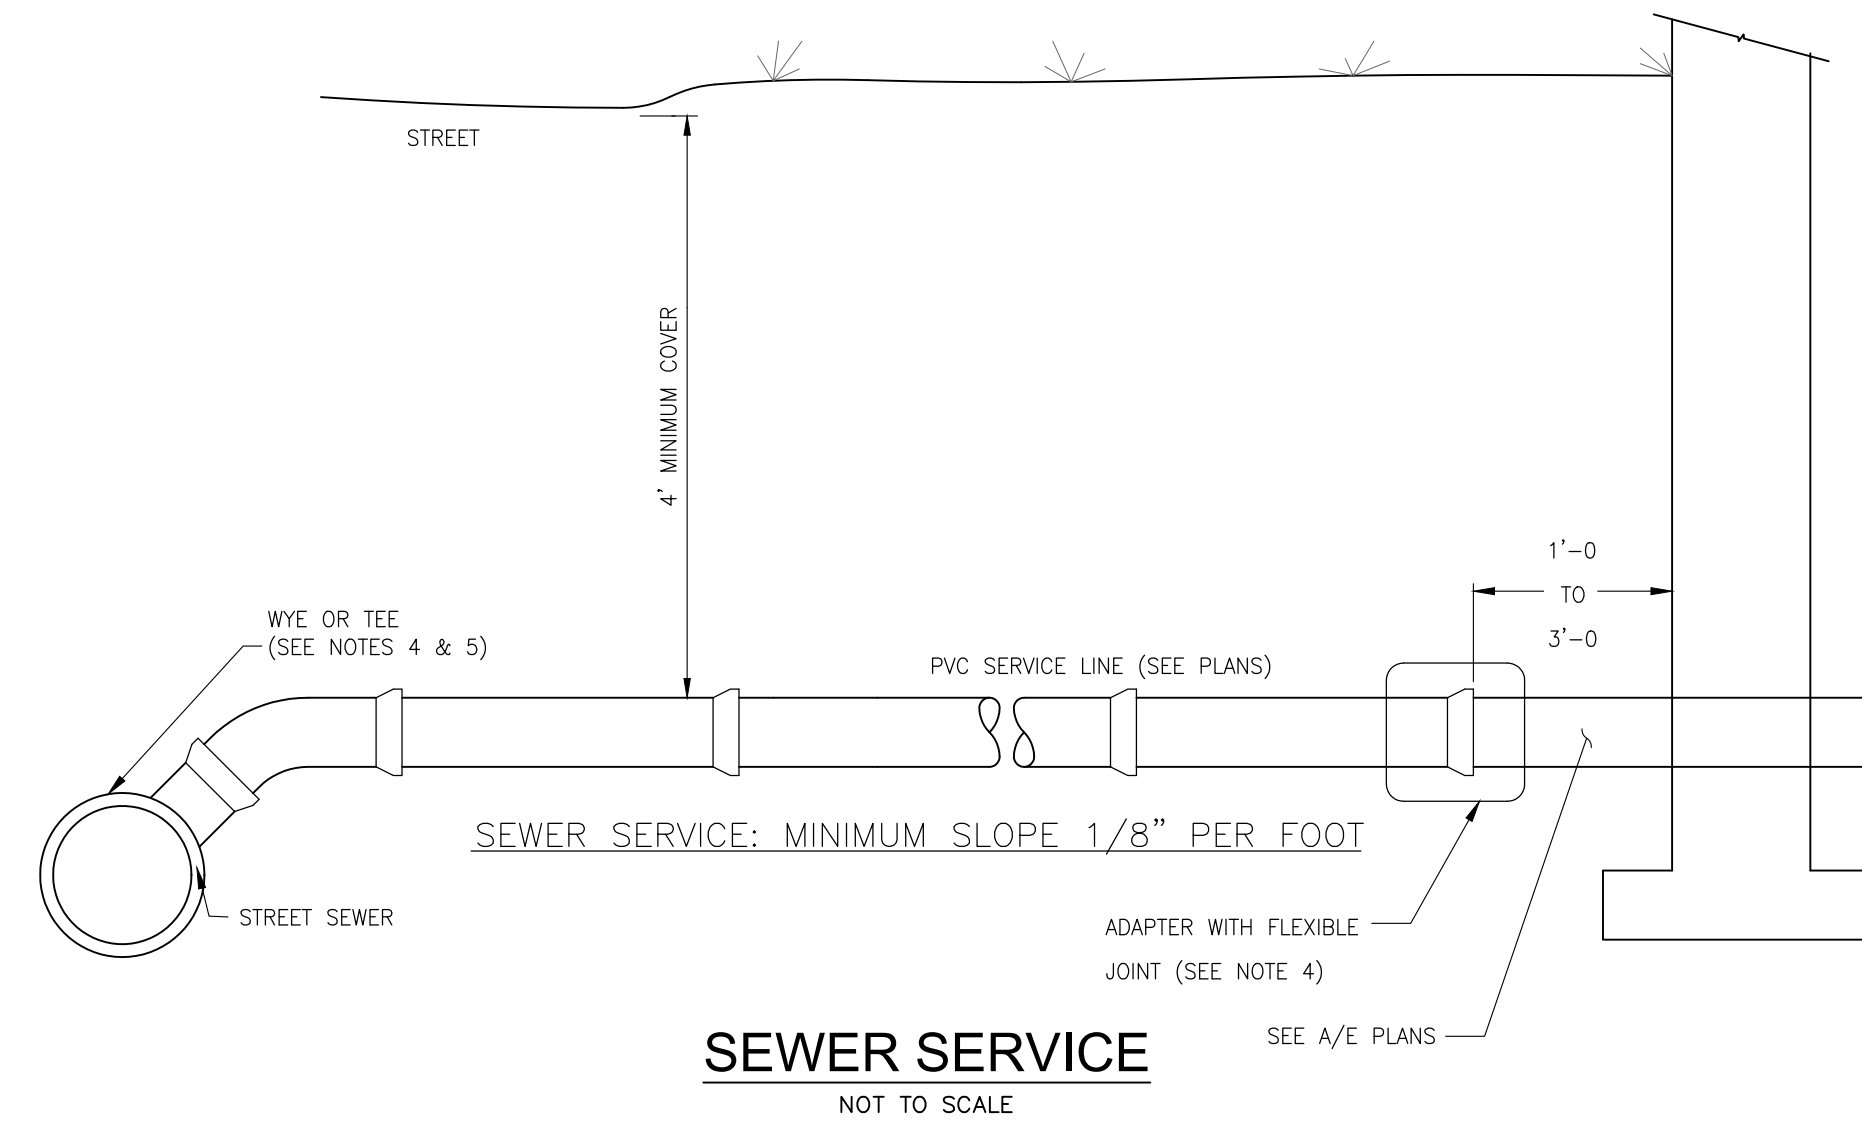 STREET
4' MINIMUM COVER
1'-0
TO
3'-0
WYE OR TEE
(SEE NOTES 4 & 5)
PVC SERVICE LINE (SEE PLANS)
SEWER SERVICE: MINIMUM SLOPE 1/8” PER FOOT
STREET SEWER
ADAPTER WITH FLEXIBLE
JOINT (SEE NOTE 4)
SEE A/E PLANS
SEWER SERVICE
NOT TO SCALE